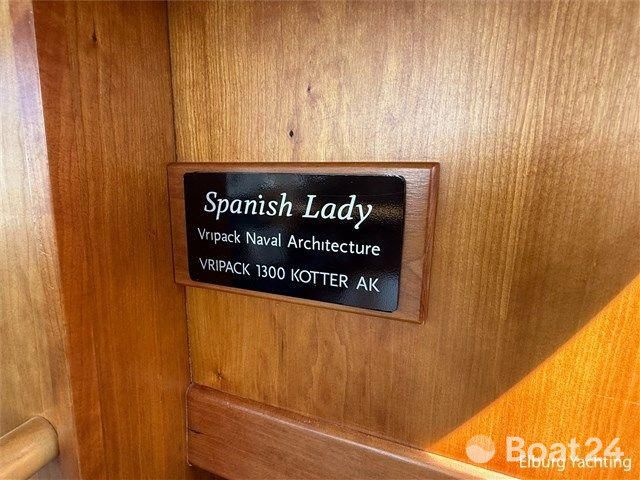 Spanish Lady
Vripack Naval Architecture
VRIPACK 1300 KOTTER AK
Boat24
Elburg Yachting